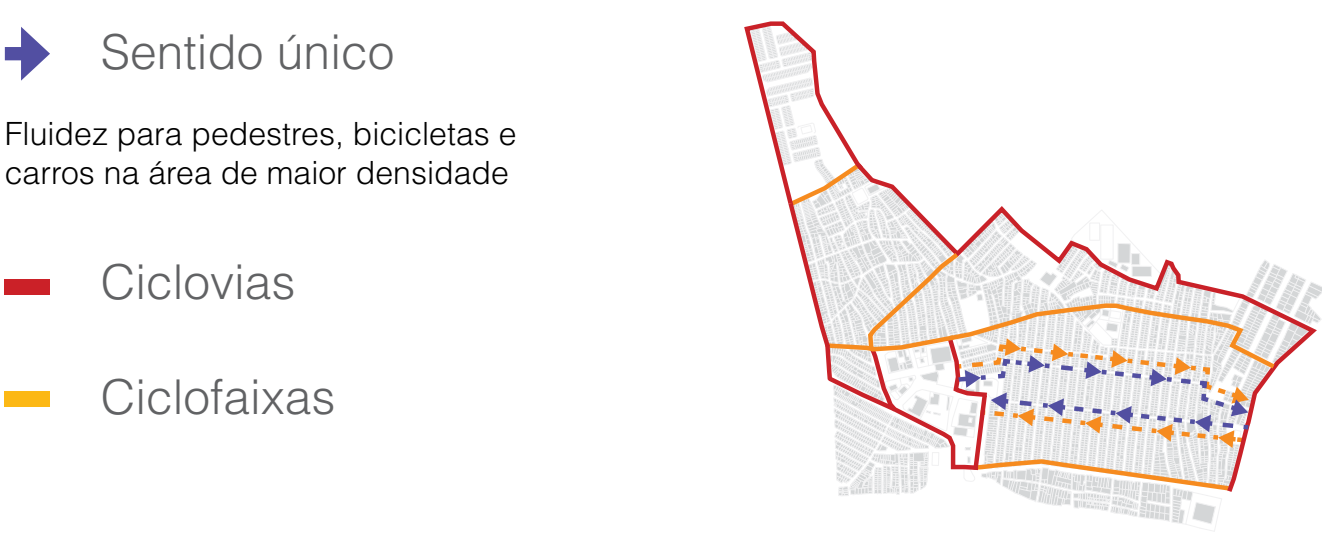 Sentido único
Fluidez para pedestres, bicicletas e
carros na área de maior densidade
Ciclovias
Ciclofaixas